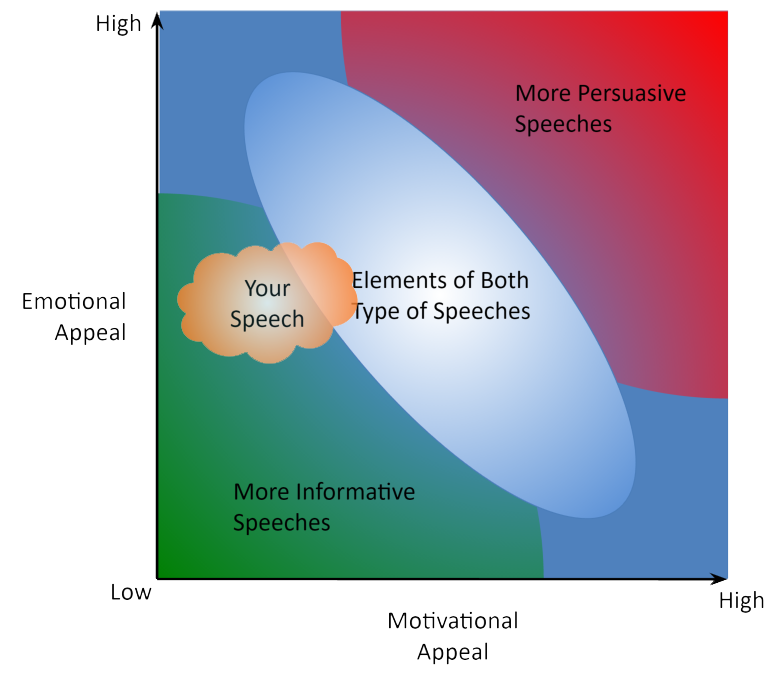 High
More Persuasive
Speeches
Your
Speech
Elements of Both
Type of Speeches
Emotional
Appeal
More Informative
Speeches
Low
High
Motivational
Appeal